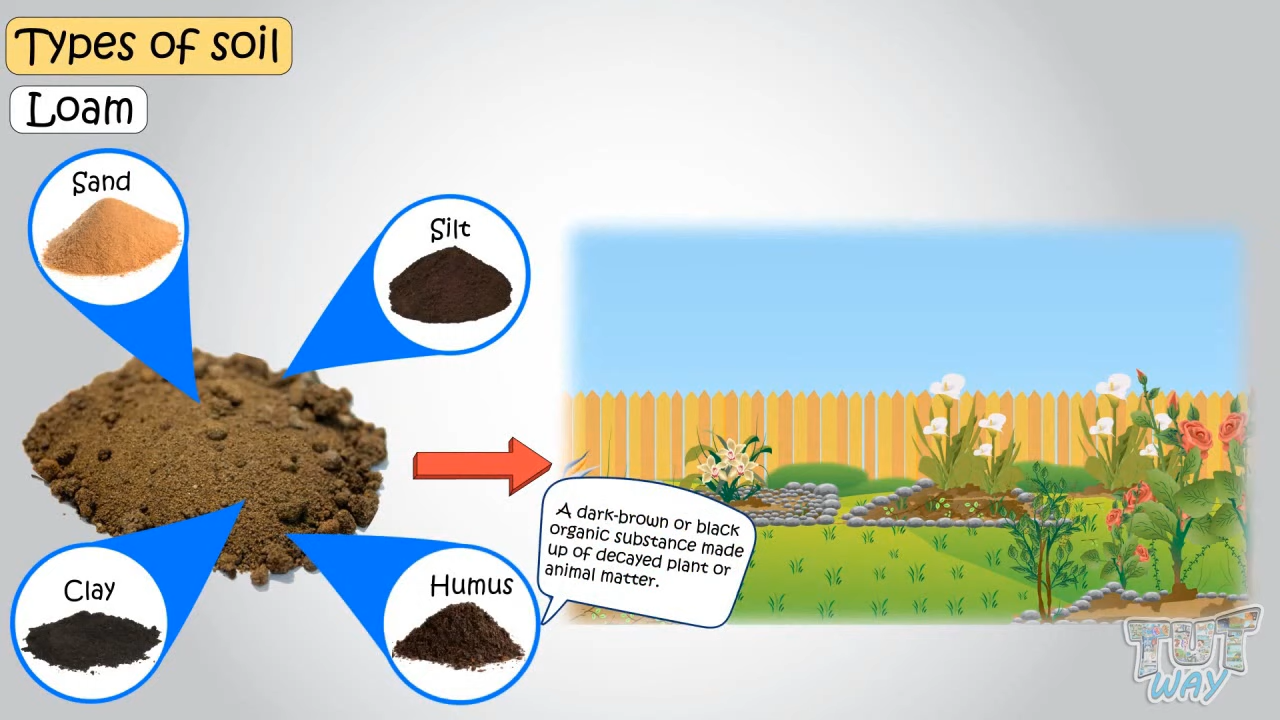 Types of soil
Loam
Sand
Silt
Clay
Humus
A dark-brown or black
organic substance made
up of decayed plant or
animal matter.
TUT
WAY